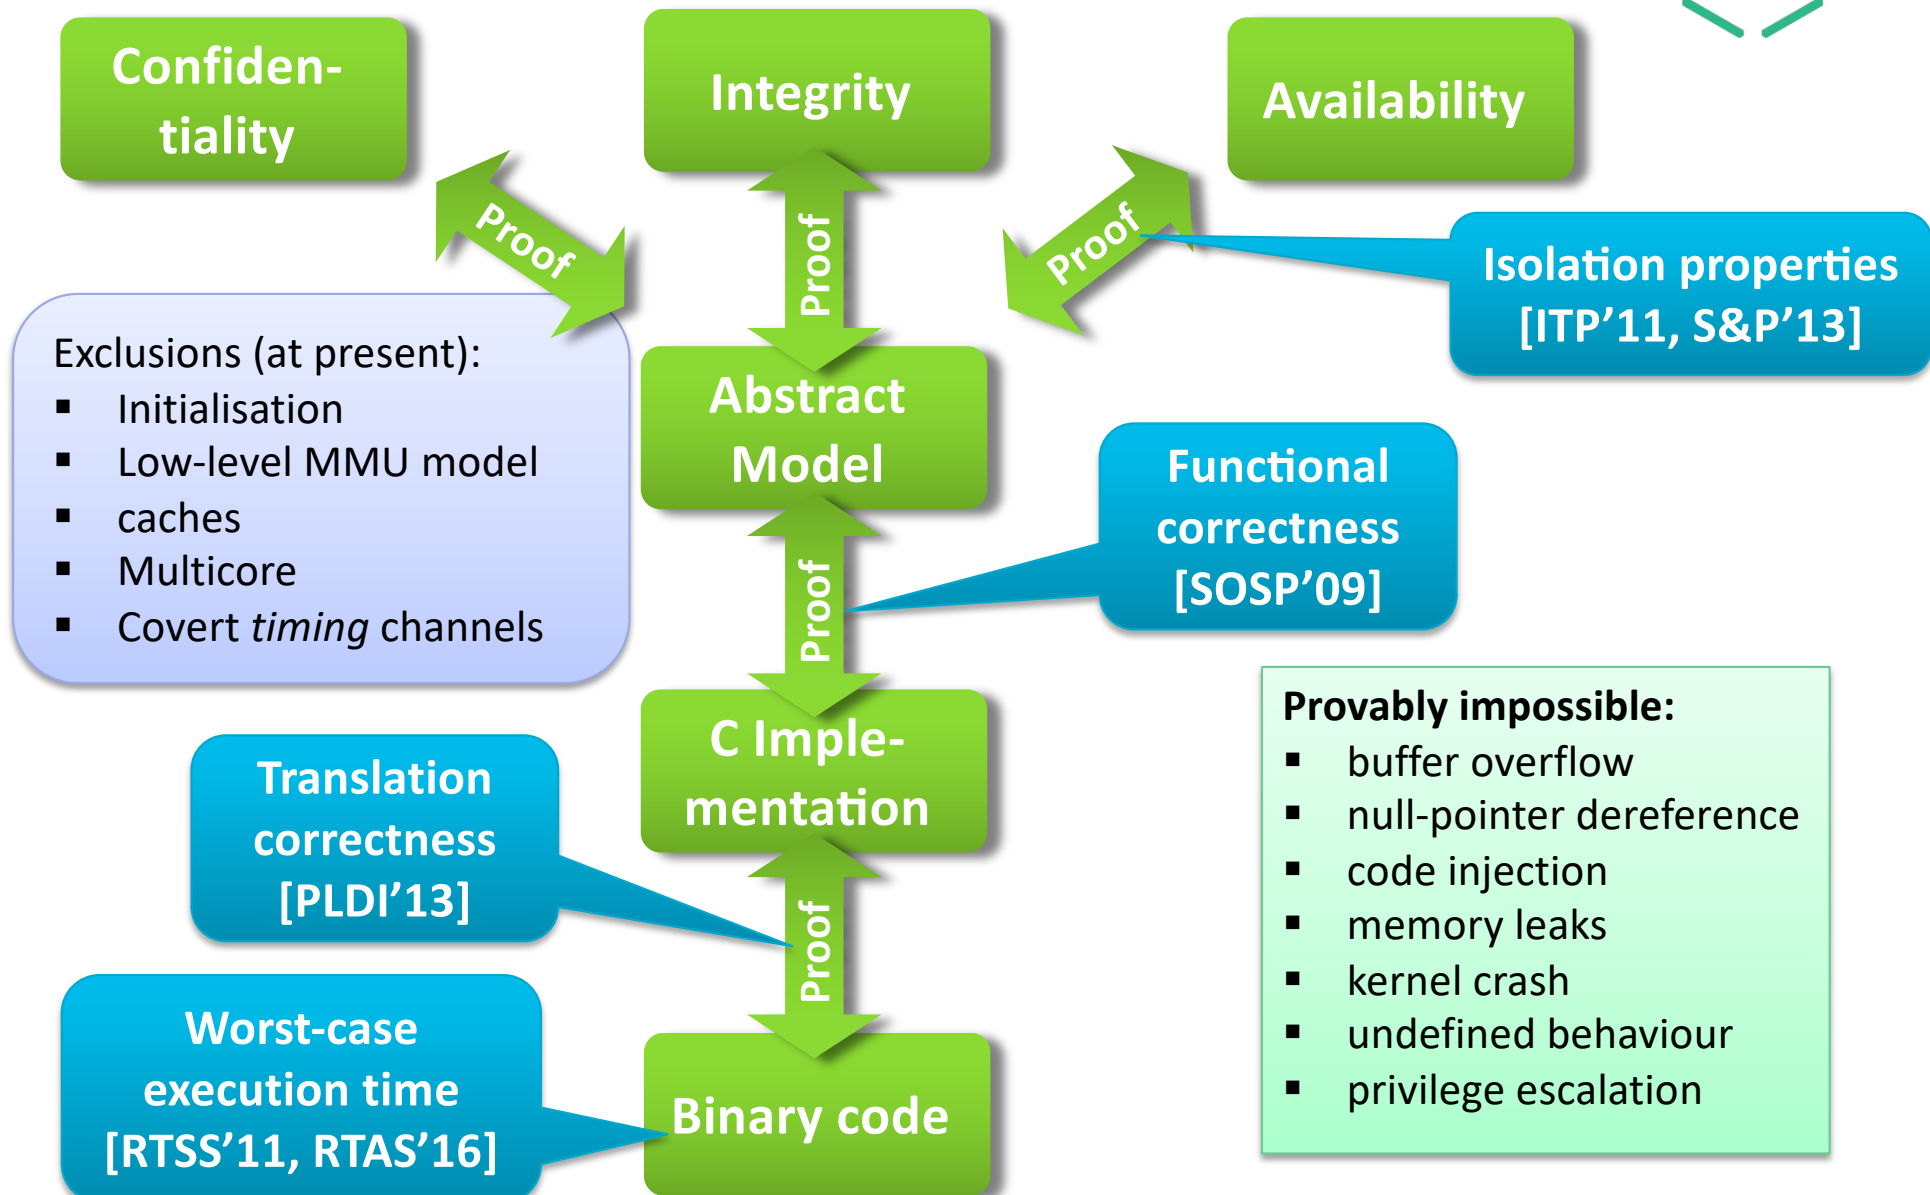 Confiden-
tiality
Integrity
Availability
Proof
Proof
Proof
Isolation properties
[ITP’11, S&P’13]
Exclusions (at present):
▪ Initialisation
▪ Low-level MMU model
▪ caches
▪ Multicore
▪ Covert timing channels
Abstract
Model
Functional
correctness
[SOSP’09]
Proof
C Imple-
mentation
Translation
correctness
[PLDI’13]
Proof
Provably impossible:
▪ buffer overflow
▪ null-pointer dereference
▪ code injection
▪ memory leaks
▪ kernel crash
▪ undefined behaviour
▪ privilege escalation
Worst-case
execution time
[RTSS’11, RTAS’16]
Binary code